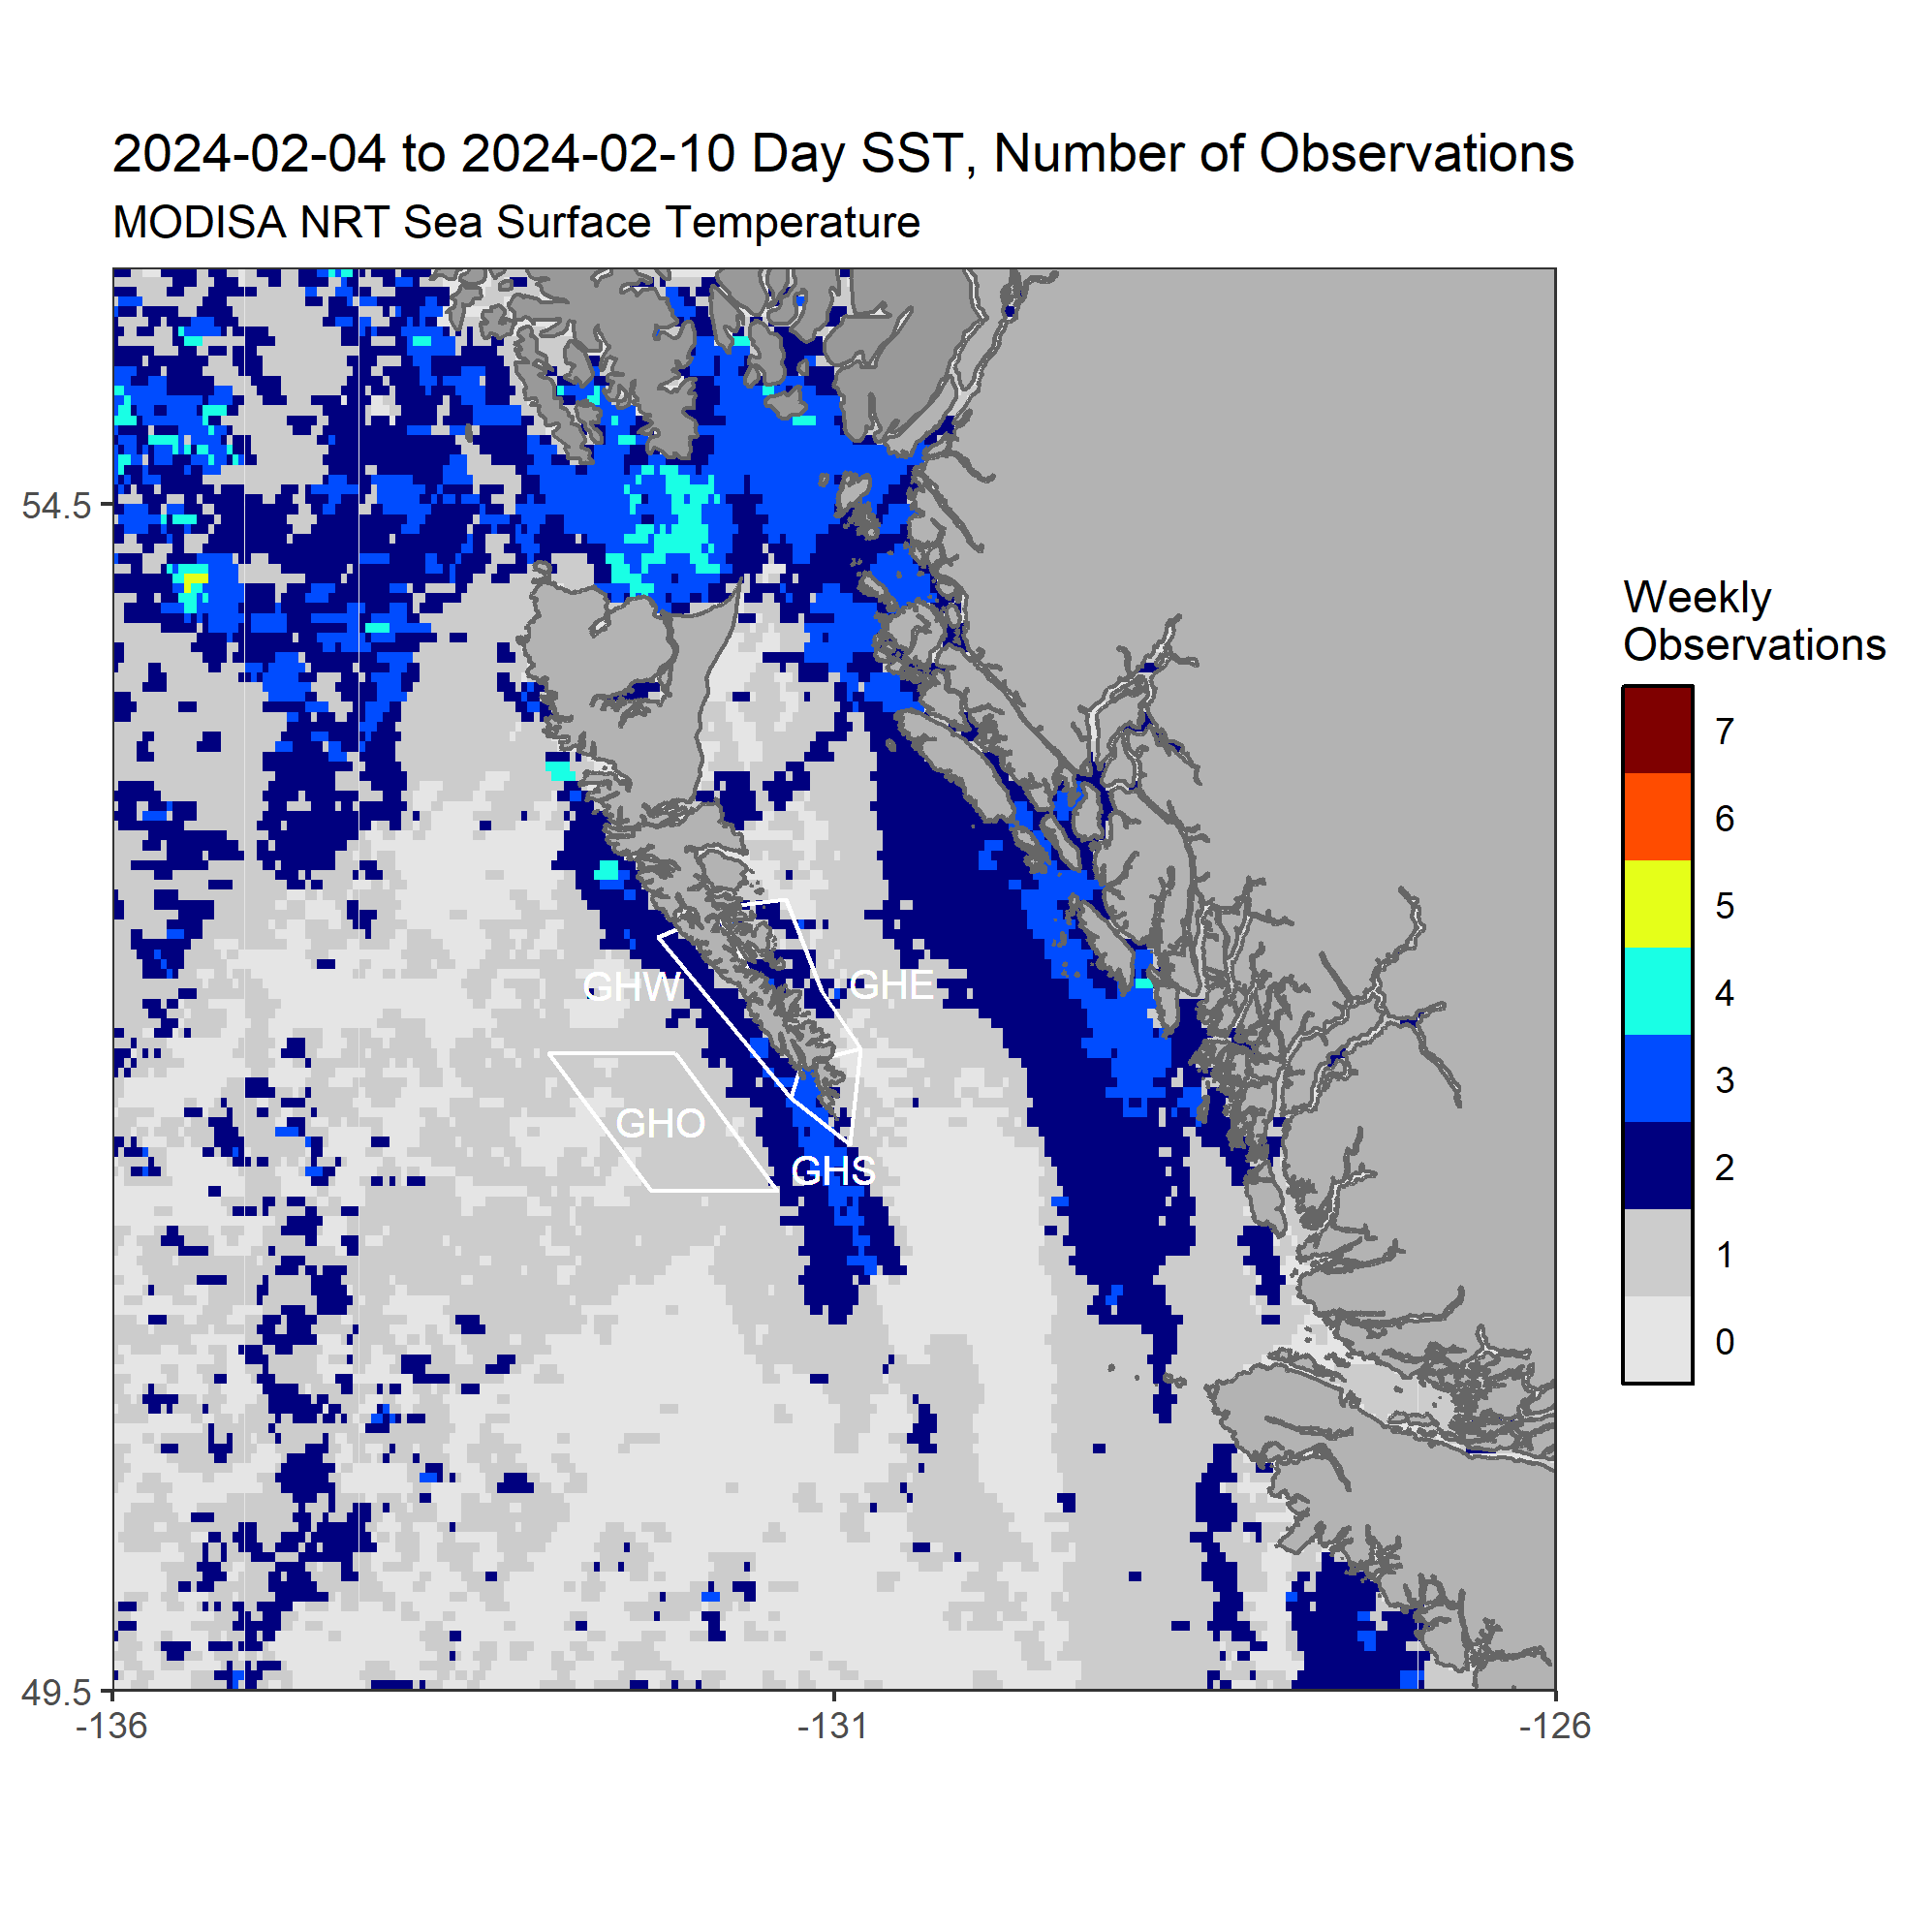 2024-02-04 to 2024-02-10 Day SST, Number of Observations
MODISA NRT Sea Surface Temperature
54.5
49.5
-136
-131
-126
GHW
GHE
GHO
GHS
Weekly
Observations
7
6
5
4
3
2
1
0